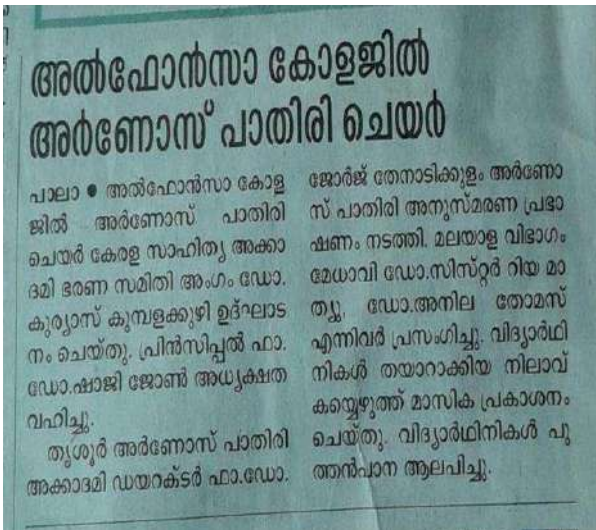 അൽഫോൻസാ കോളജിൽ
അർണോസ് പാതിരി ചെയർ
പാലാ ● അൽഫോൻസാ കോള
ജിൽ അർണോസ് പാതിരി
ചെയർ കേരള സാഹിത്യ അക്കാ
ദമി ഭരണ സമിതി അംഗം ഡോ.
കുര്യാസ് കുമ്പളക്കുഴി ഉദ്ഘാട
നം ചെയ്തു. പ്രിൻസിപ്പൽ ഫാ.
ഡോ.ഷാജി ജോൺ അധ്യക്ഷത
വഹിച്ചു.
തൃശൂർ അർണോസ് പാതിരി
അക്കാദമി ഡയറക്ടർ ഫാ.ഡോ.
ജോർജ് തേനാടിക്കുളം അർണോ
സ് പാതിരി അനുസ്മരണ പ്രഭാ
ഷണം നടത്തി. മലയാള വിഭാഗം
മേധാവി ഡോ.സിസ്റ്റർ റിയ മാ
ത്യു, ഡോ.അനില തോമസ്
എന്നിവർ പ്രസംഗിച്ചു. വിദ്യാർഥി
നികൾ തയാറാക്കിയ നിലാവ്
കയ്യെഴുത്ത് മാസിക പ്രകാശനം
ചെയ്തു. വിദ്യാർഥിനികൾ പു
ത്തൻപാന ആലപിച്ചു.